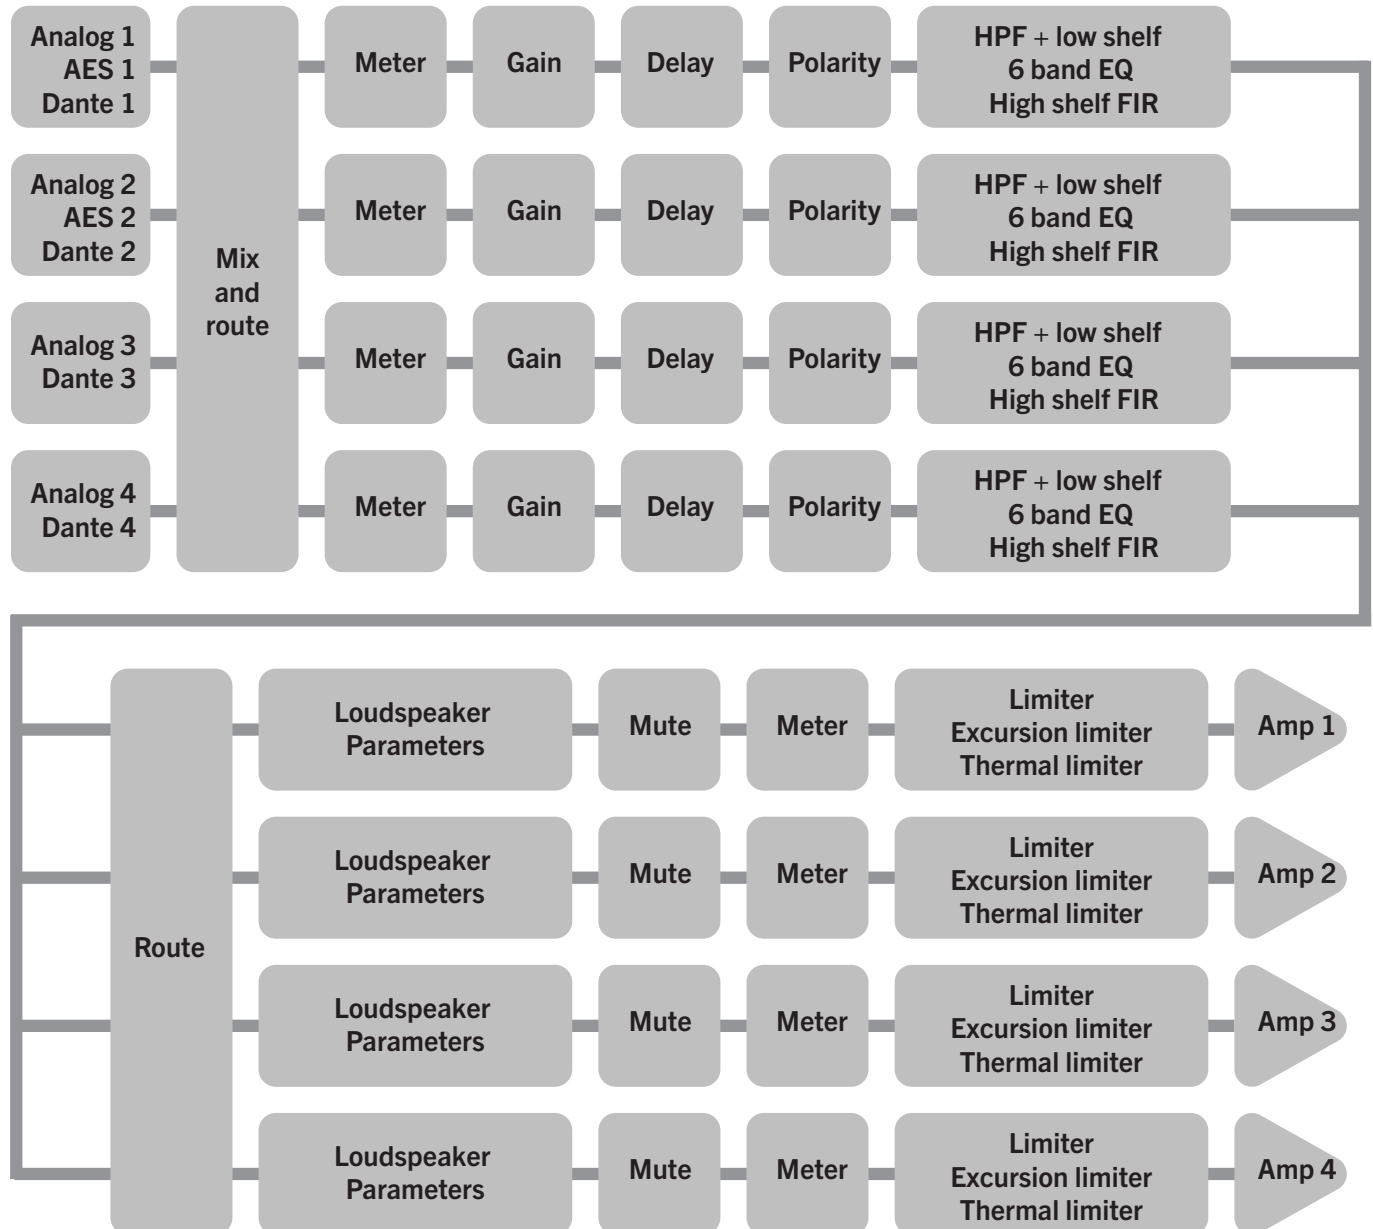 Analog 1
AES 1
Dante 1
Meter
Gain
Delay
Polarity
HPF + low shelf
6 band EQ
High shelf FIR
Analog 2
AES 2
Dante 2
Mix
and
route
Meter
Gain
Delay
Polarity
HPF + low shelf
6 band EQ
High shelf FIR
Analog 3
Dante 3
Meter
Gain
Delay
Polarity
HPF + low shelf
6 band EQ
High shelf FIR
Analog 4
Dante 4
Meter
Gain
Delay
Polarity
HPF + low shelf
6 band EQ
High shelf FIR
Route
Loudspeaker
Parameters
Mute
Meter
Limiter
Excursion limiter
Thermal limiter
Amp 1
Loudspeaker
Parameters
Mute
Meter
Limiter
Excursion limiter
Thermal limiter
Amp 2
Loudspeaker
Parameters
Mute
Meter
Limiter
Excursion limiter
Thermal limiter
Amp 3
Loudspeaker
Parameters
Mute
Meter
Limiter
Excursion limiter
Thermal limiter
Amp 4